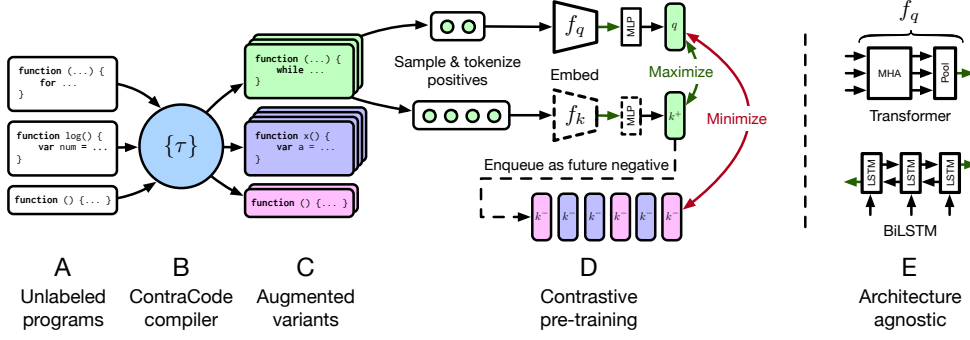 function (...) {
for ...
}
function log() {
var num = ...
}
function () {... }
{τ}
function (...) {
while ...
}
function x() {
var a = ...
}
function () {... }
Sample & tokenize
positives
f_q
MLP
q
Embed
f_k
MLP
k⁺
Maximize
Minimize
Enqueue as future negative
k⁻ k⁻ k⁻ k⁻ k⁻ k⁻
f_q
MHA
Pool
Transformer
LSTM LSTM LSTM
BiLSTM
A
Unlabeled
programs
B
ContraCode
compiler
C
Augmented
variants
D
Contrastive
pre-training
E
Architecture
agnostic